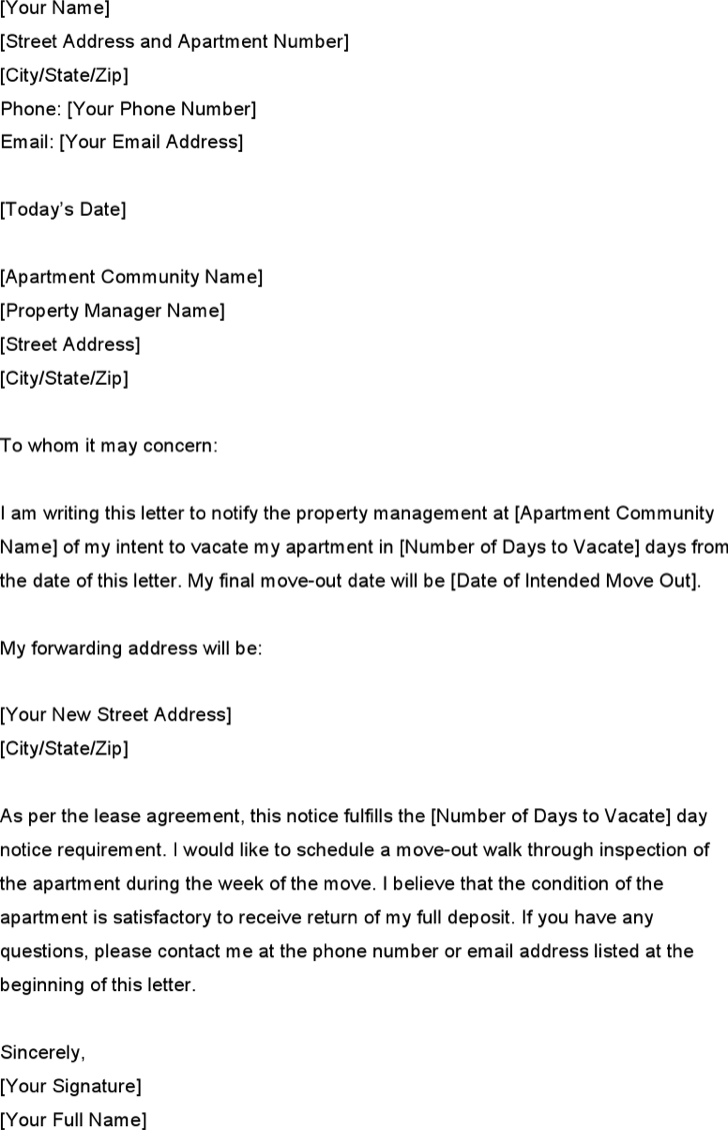 [Your Name]
[Street Address and Apartment Number]
[City/State/Zip]
Phone: [Your Phone Number]
Email: [Your Email Address]
[Today’s Date]
[Apartment Community Name]
[Property Manager Name]
[Street Address]
[City/State/Zip]
To whom it may concern:
I am writing this letter to notify the property management at [Apartment Community
Name] of my intent to vacate my apartment in [Number of Days to Vacate] days from
the date of this letter. My final move-out date will be [Date of Intended Move Out].
My forwarding address will be:
[Your New Street Address]
[City/State/Zip]
As per the lease agreement, this notice fulfills the [Number of Days to Vacate] day
notice requirement. I would like to schedule a move-out walk through inspection of
the apartment during the week of the move. I believe that the condition of the
apartment is satisfactory to receive return of my full deposit. If you have any
questions, please contact me at the phone number or email address listed at the
beginning of this letter.
Sincerely,
[Your Signature]
[Your Full Name]